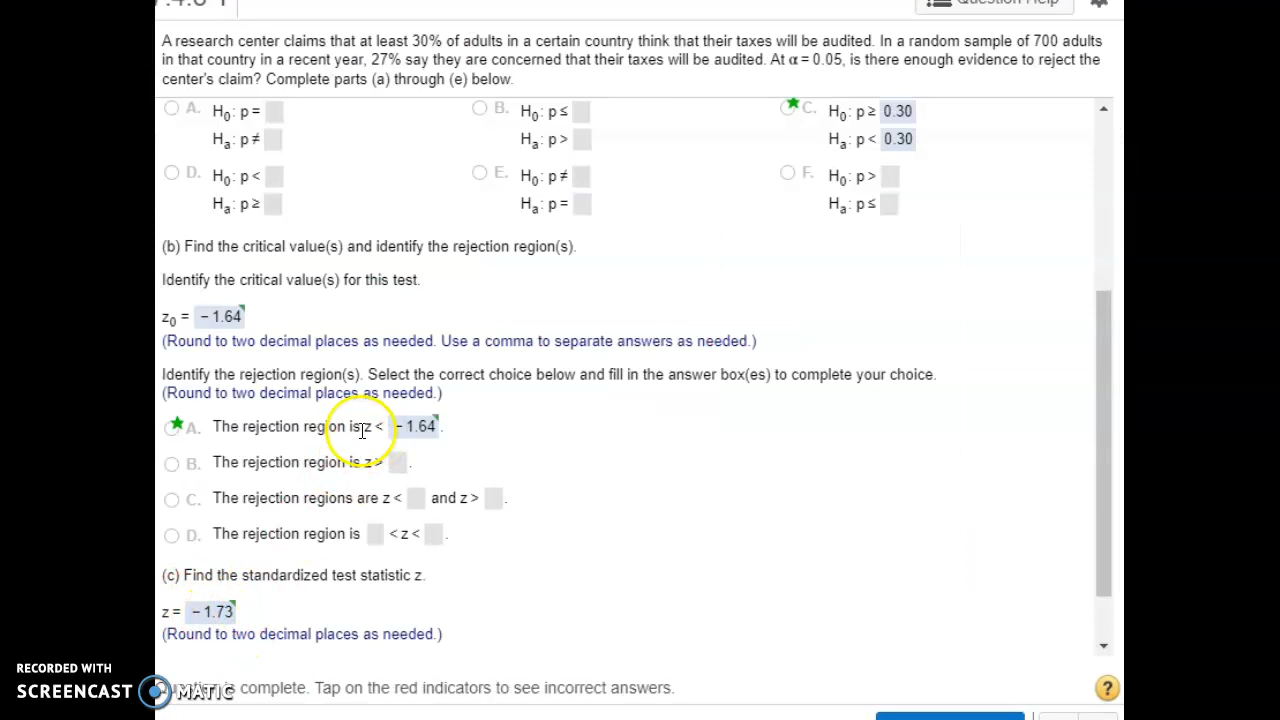 Question Help
A research center claims that at least 30% of adults in a certain country think that their taxes will be audited. In a random sample of 700 adults
in that country in a recent year, 27% say they are concerned that their taxes will be audited. At α = 0.05, is there enough evidence to reject the
center's claim? Complete parts (a) through (e) below.
A. H0: p =
Ha: p ≠
B. H0: p ≤
Ha: p >
C. H0: p ≥ 0.30
Ha: p < 0.30
D. H0: p <
Ha: p ≥
E. H0: p ≠
Ha: p =
F. H0: p >
Ha: p ≤
(b) Find the critical value(s) and identify the rejection region(s).
Identify the critical value(s) for this test.
z0 = − 1.64
(Round to two decimal places as needed. Use a comma to separate answers as needed.)
Identify the rejection region(s). Select the correct choice below and fill in the answer box(es) to complete your choice.
(Round to two decimal places as needed.)
A. The rejection region is z < − 1.64 .
B. The rejection region is z > .
C. The rejection regions are z < and z > .
D. The rejection region is < z < .
(c) Find the standardized test statistic z.
z = − 1.73
(Round to two decimal places as needed.)
RECORDED WITH
SCREENCAST MATIC
is complete. Tap on the red indicators to see incorrect answers.
?